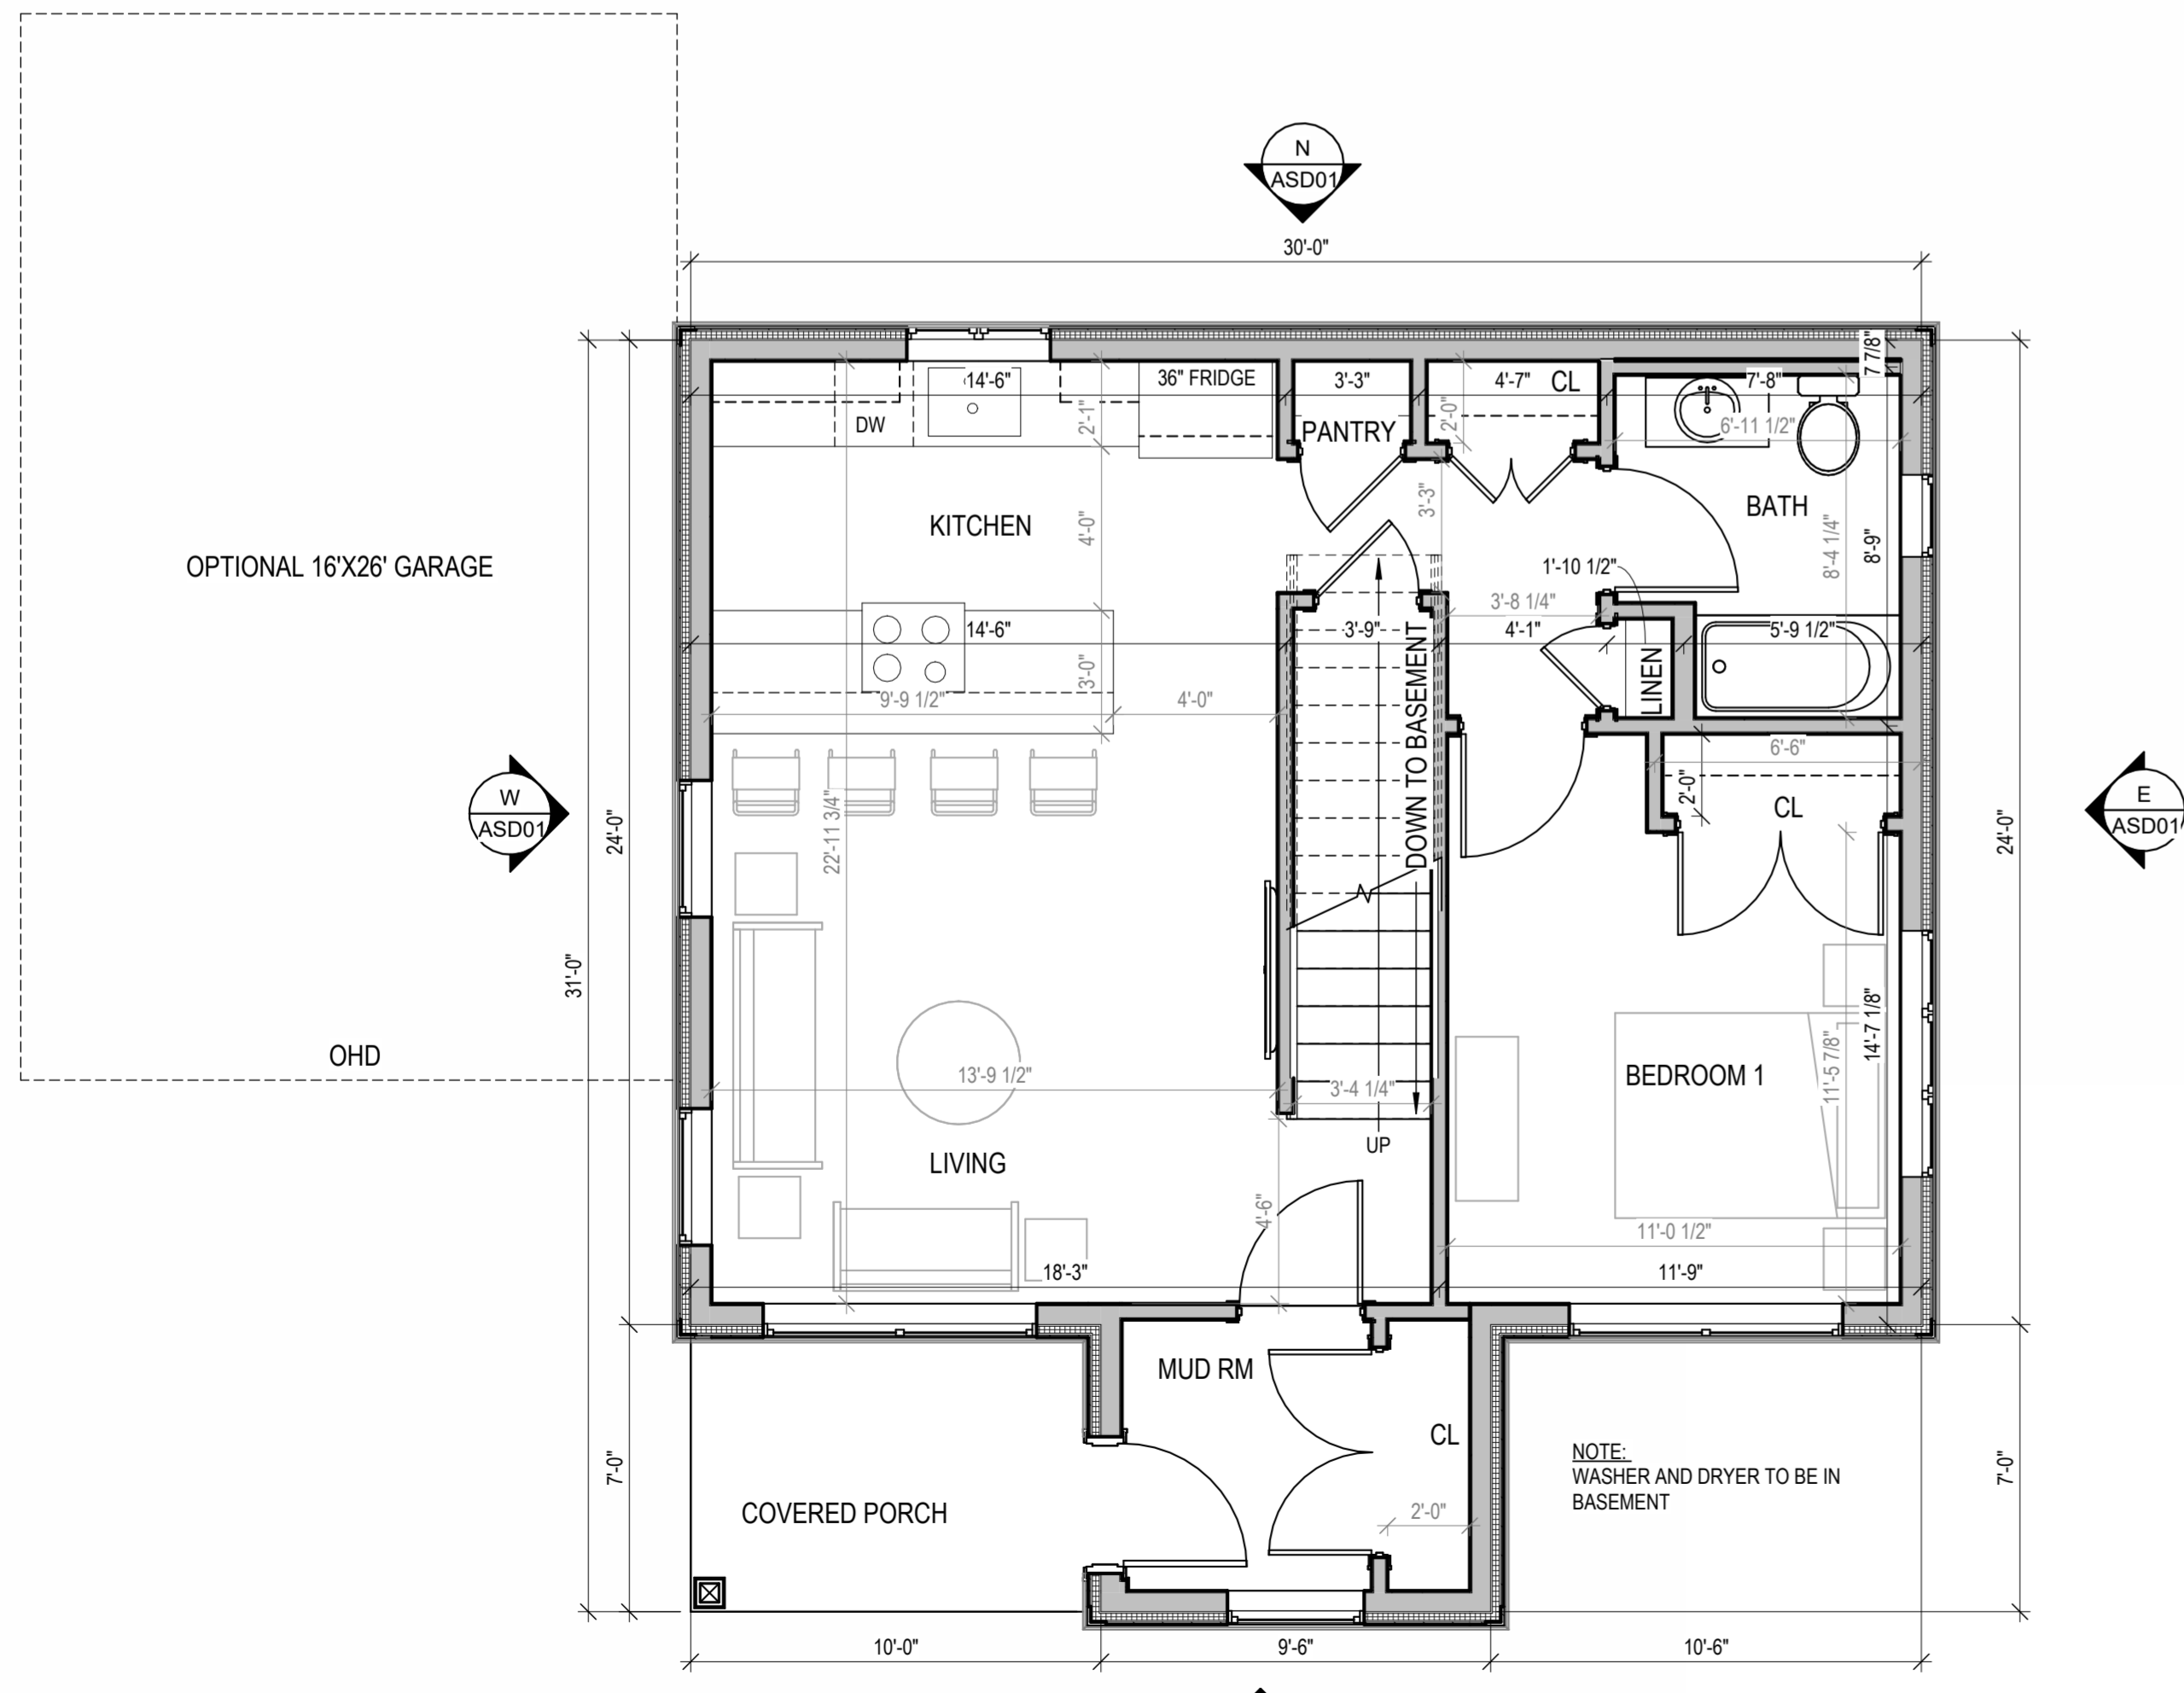 N
ASD01
30'-0"
14'-6"
36" FRIDGE
3'-3"
4'-7"
CL
7'-8"
7 7/8"
DW
2'-1"
PANTRY
2'-0"
6'-11 1/2"
KITCHEN
4'-0"
3'-3"
BATH
8'-4 1/4"
8'-9"
OPTIONAL 16'X26' GARAGE
1'-10 1/2"
3'-8 1/4"
14'-6"
3'-9"
4'-1"
5'-9 1/2"
3'-0"
LINEN
9'-9 1/2"
4'-0"
DOWN TO BASEMENT
6'-6"
2'-0"
CL
W
ASD01
24'-0"
22'-11 3/4"
E
ASD01
24'-0"
31'-0"
OHD
13'-9 1/2"
3'-4 1/4"
BEDROOM 1
11'-5 7/8"
14'-7 1/8"
UP
LIVING
4'-6"
11'-0 1/2"
18'-3"
11'-9"
MUD RM
CL
7'-0"
NOTE:
WASHER AND DRYER TO BE IN
BASEMENT
7'-0"
COVERED PORCH
2'-0"
10'-0"
9'-6"
10'-6"